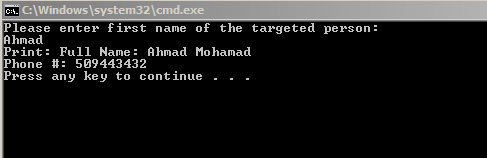 C:\Windows\system32\cmd.exe
Please enter first name of the targeted person:
Ahmad
Print: Full Name: Ahmad Mohamad
Phone #: 509443432
Press any key to continue . . .